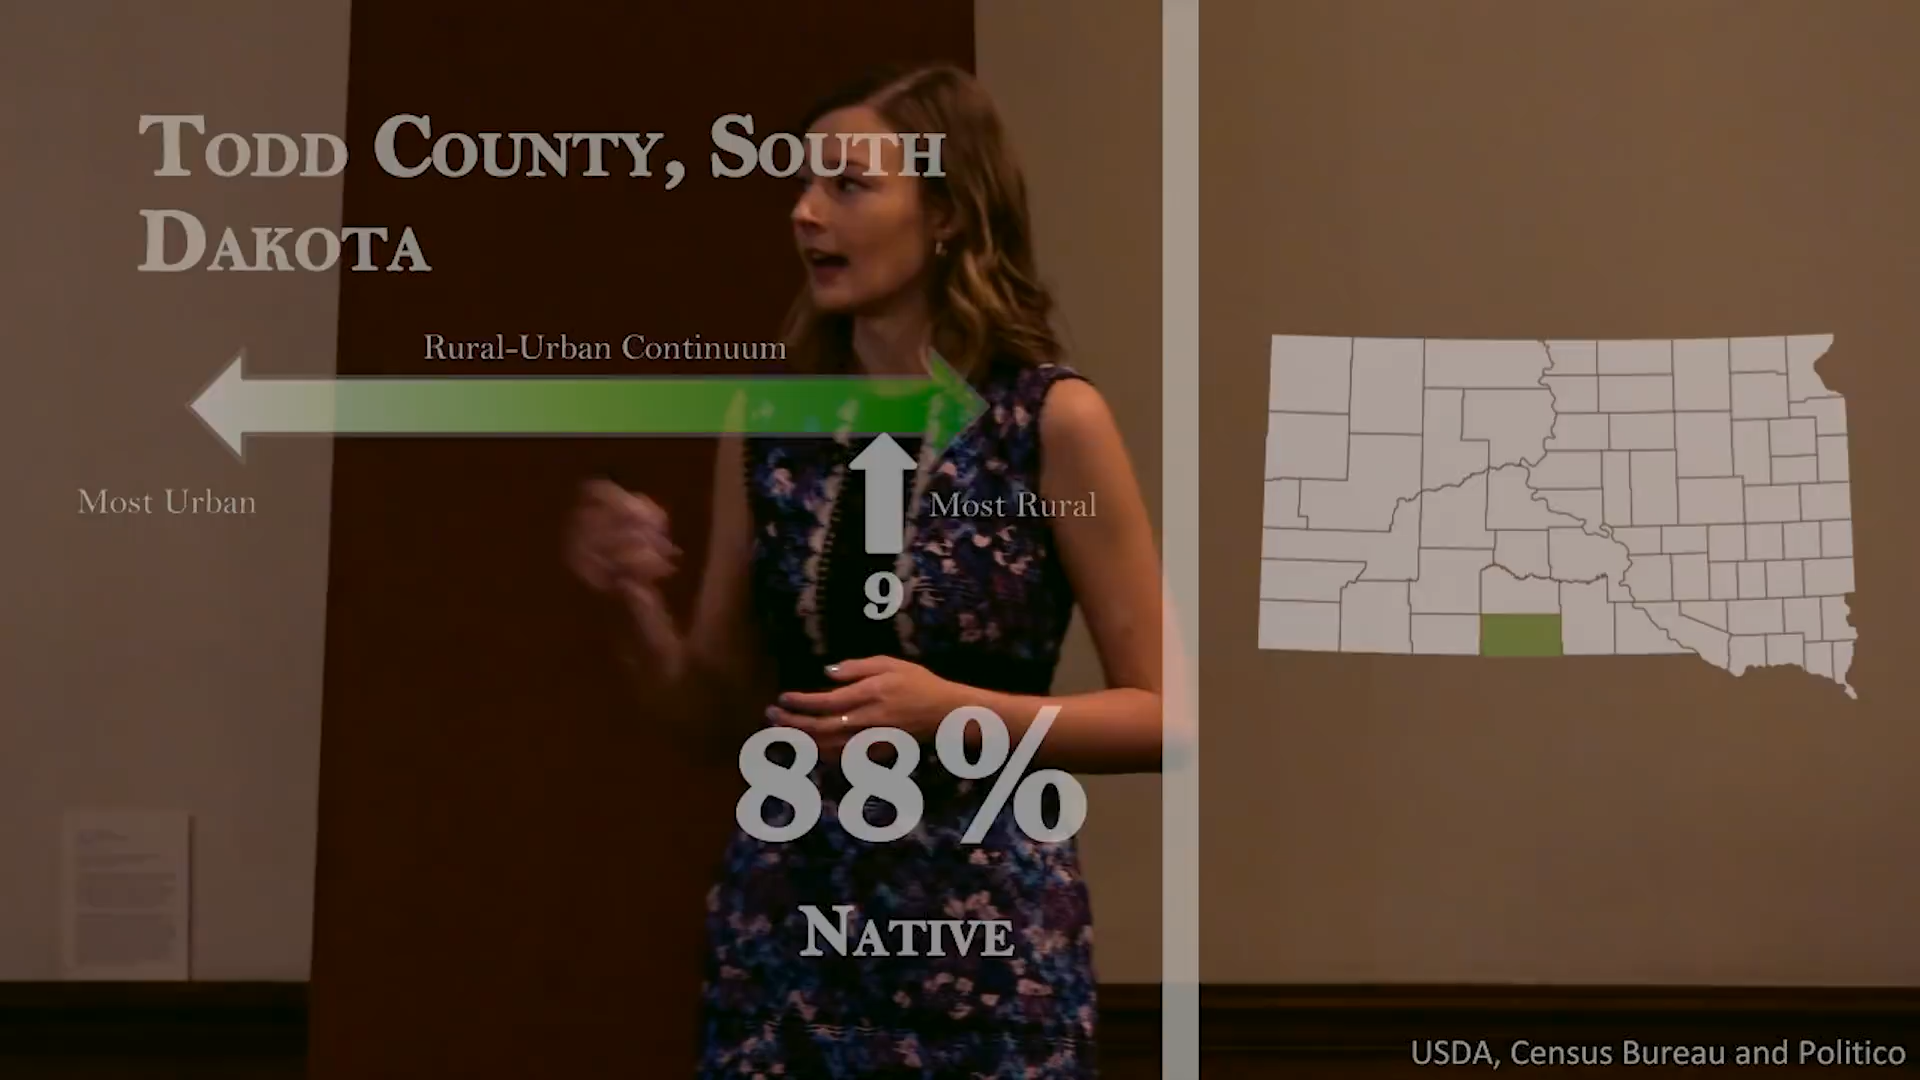 Todd County, South
Dakota
Rural-Urban Continuum
Most Urban
Most Rural
9
88%
Native
USDA, Census Bureau and Politico